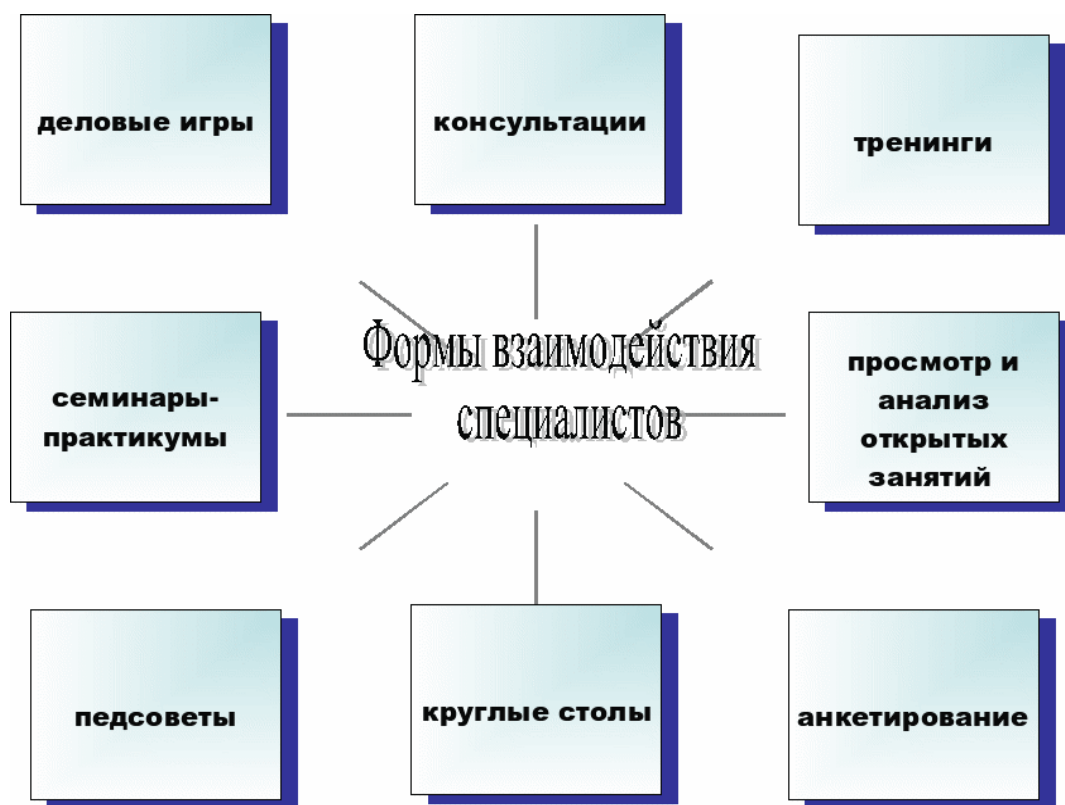 деловые игры
консультации
тренинги
Формы взаимодействия
специалистов
семинары-
практикумы
просмотр и
анализ
открытых
занятий
педсоветы
круглые столы
анкетирование